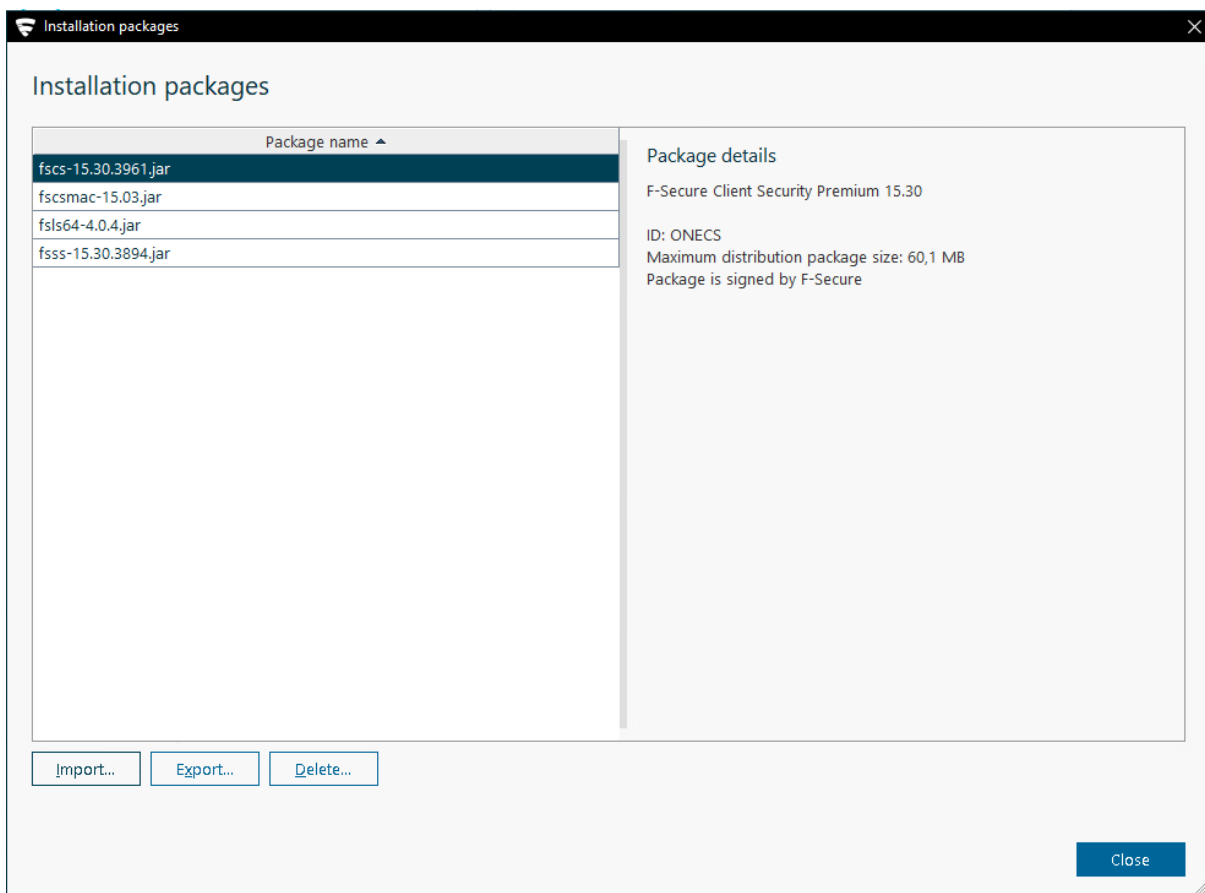 Installation packages
Installation packages
Package name
fscs-15.30.3961.jar
fscsmac-15.03.jar
fsls64-4.0.4.jar
fsss-15.30.3894.jar
Package details
F-Secure Client Security Premium 15.30
ID: ONECS
Maximum distribution package size: 60,1 MB
Package is signed by F-Secure
Import...
Export...
Delete...
Close